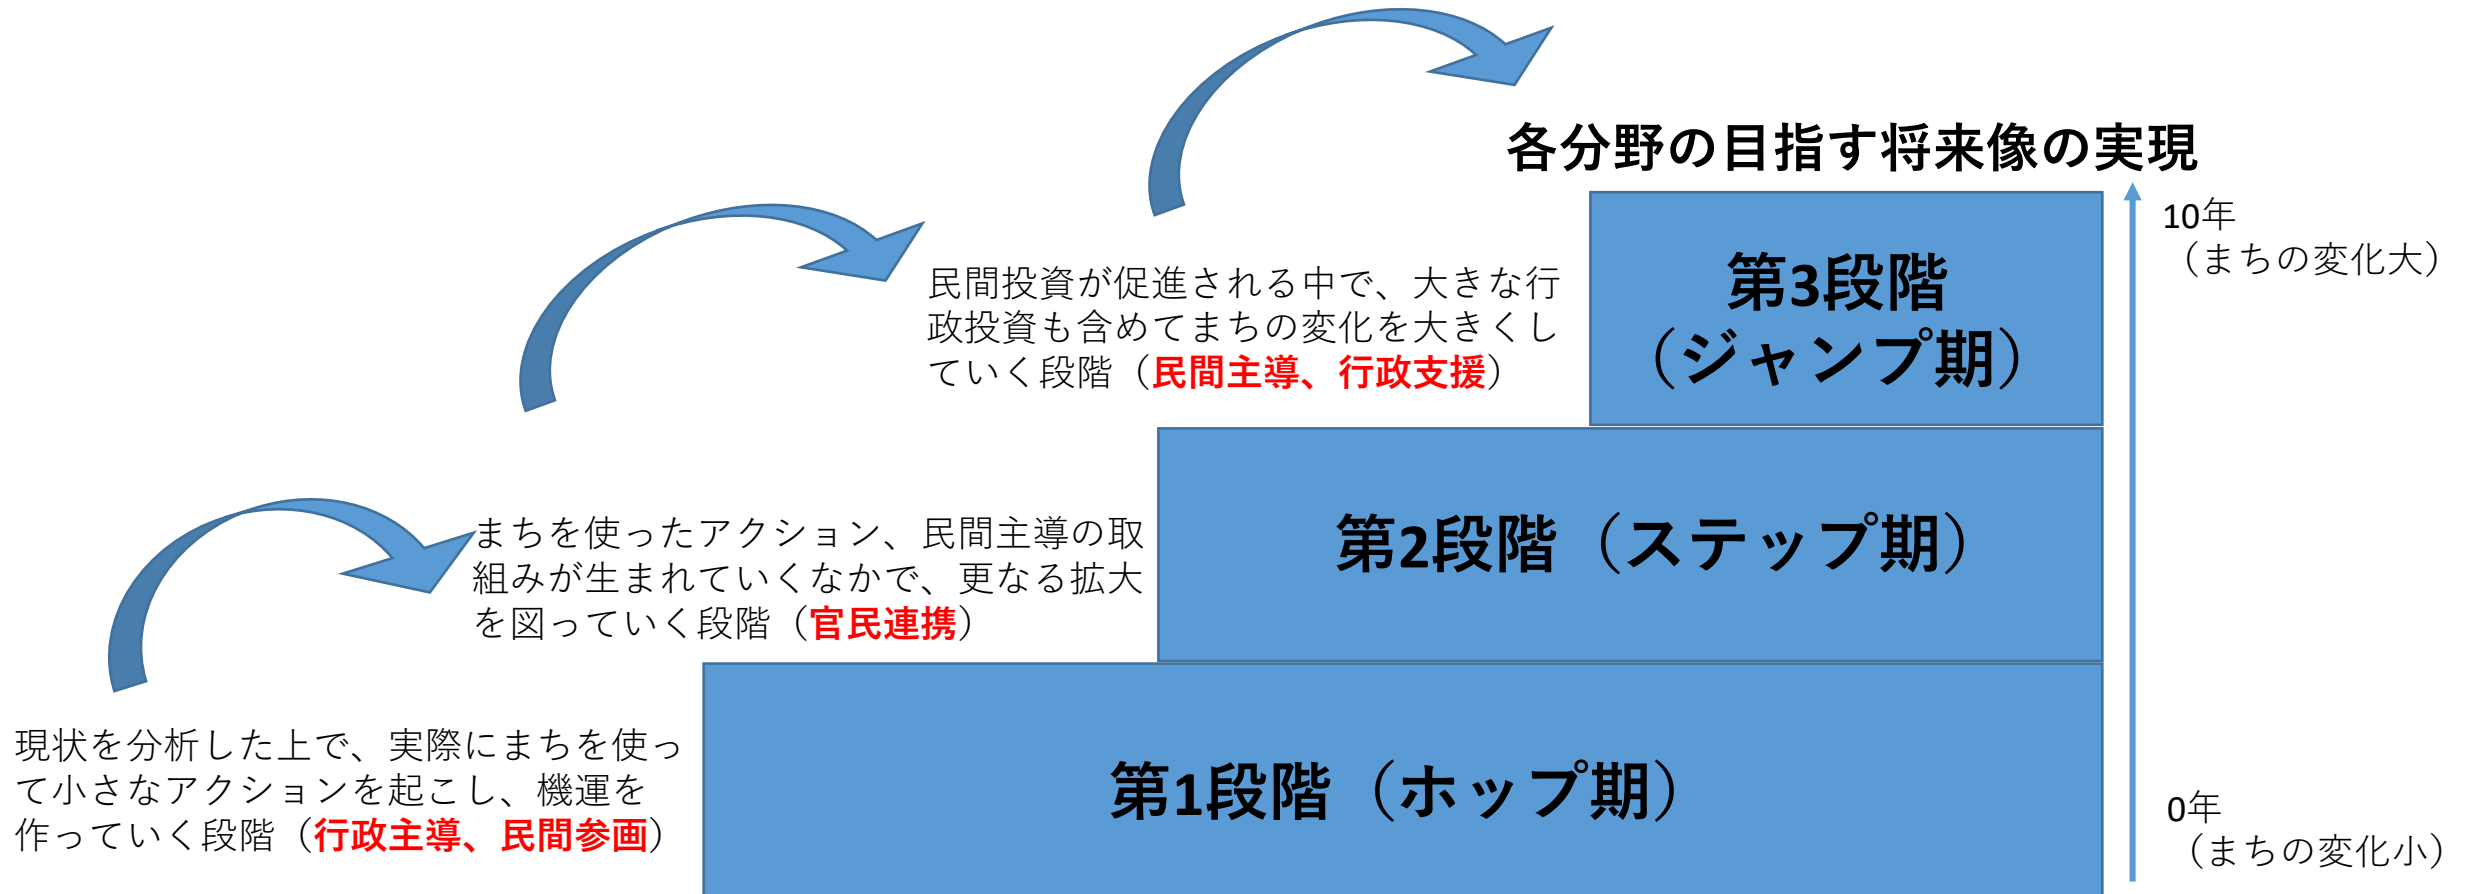 各分野の目指す将来像の実現
10年
（まちの変化大）
第3段階
（ジャンプ期）
民間投資が促進される中で、大きな行
政投資も含めてまちの変化を大きくし
ていく段階（民間主導、行政支援）
第2段階（ステップ期）
まちを使ったアクション、民間主導の取
組みが生まれていくなかで、更なる拡大
を図っていく段階（官民連携）
第1段階（ホップ期）
現状を分析した上で、実際にまちを使っ
て小さなアクションを起こし、機運を
作っていく段階（行政主導、民間参画）
0年
（まちの変化小）